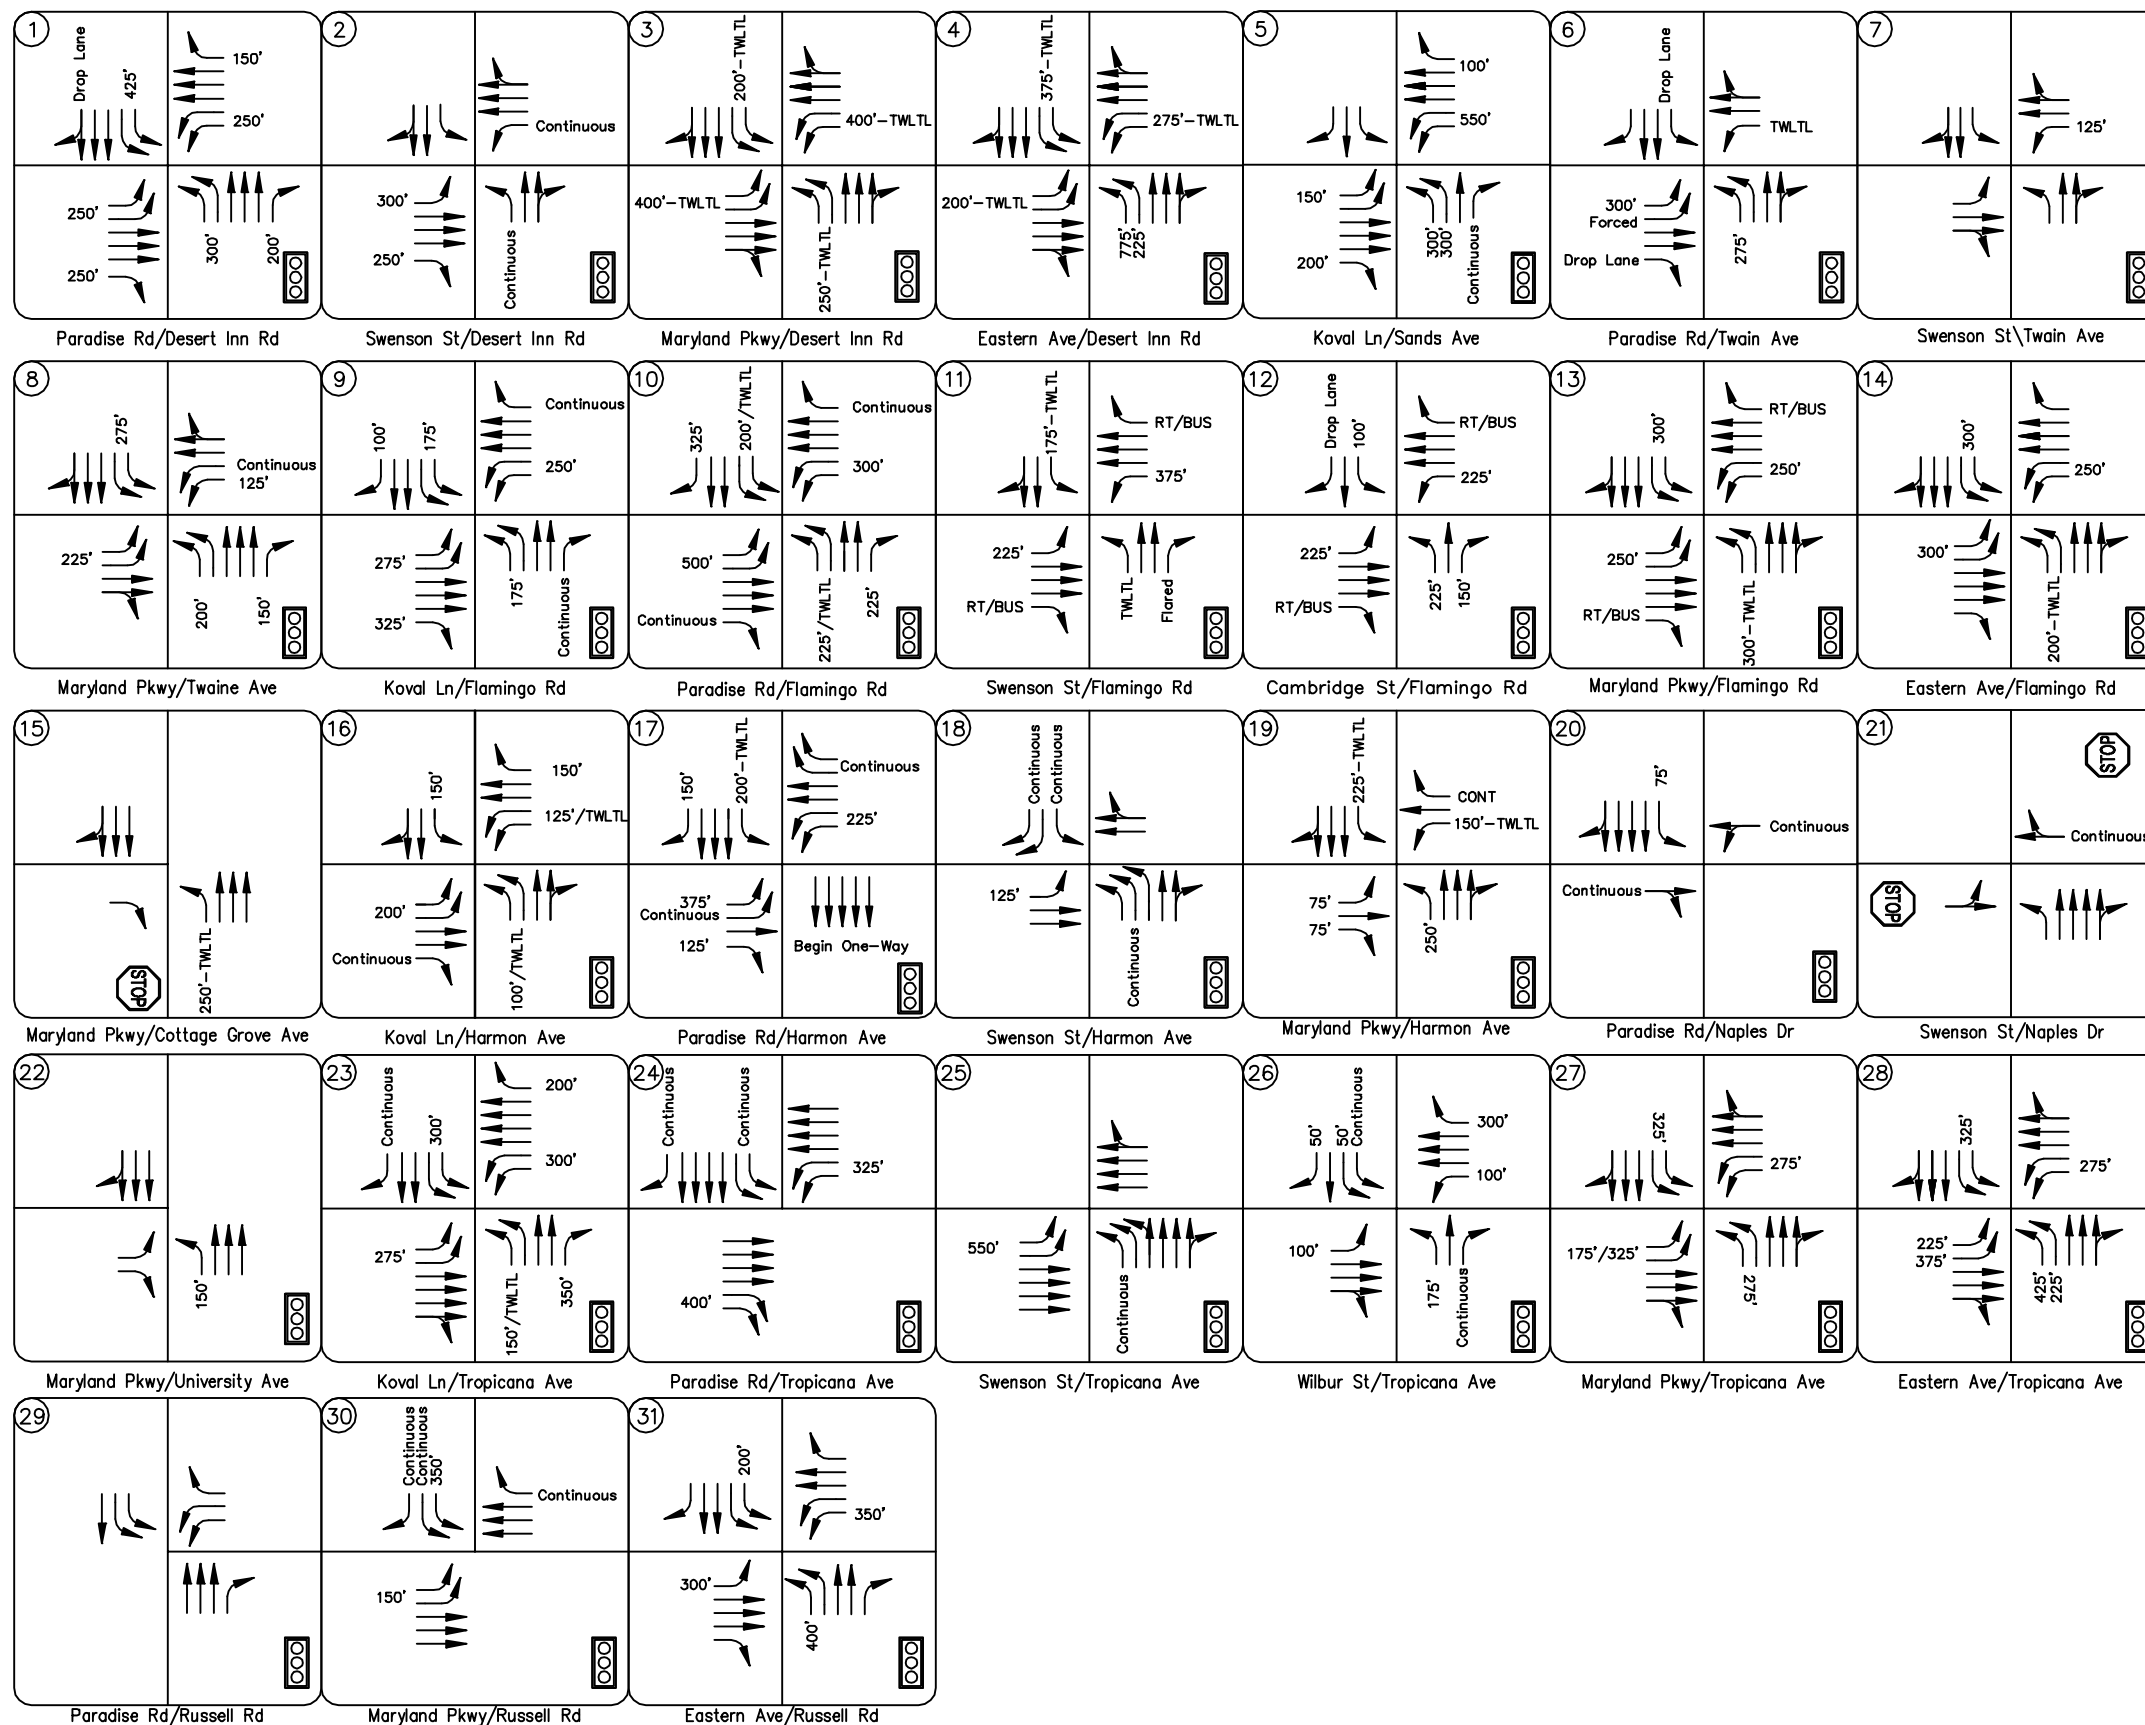 1
Drop Lane
425'
150'
250'
250'
250'
300'
200'
Paradise Rd/Desert Inn Rd
2
Continuous
300'
250'
Continuous
Swenson St/Desert Inn Rd
3
200'-TWLTL
400'-TWLTL
400'-TWLTL
250'-TWLTL
Maryland Pkwy/Desert Inn Rd
4
375'-TWLTL
275'-TWLTL
200'-TWLTL
775'
225'
Eastern Ave/Desert Inn Rd
5
100'
550'
150'
200'
300'
300'
Continuous
Koval Ln/Sands Ave
6
Drop Lane
TWLTL
300'
Forced
Drop Lane
275'
Paradise Rd/Twain Ave
7
125'
Swenson St\Twain Ave
8
275'
Continuous
125'
225'
200'
150'
Maryland Pkwy/Twaine Ave
9
100'
175'
Continuous
250'
275'
325'
175'
Continuous
Koval Ln/Flamingo Rd
10
325'
200'/TWLTL
Continuous
300'
500'
Continuous
225'/TWLTL
225'
Paradise Rd/Flamingo Rd
11
175'-TWLTL
RT/BUS
375'
225'
RT/BUS
TWLTL
Flared
Swenson St/Flamingo Rd
12
Drop Lane
100'
RT/BUS
225'
225'
RT/BUS
225'
150'
Cambridge St/Flamingo Rd
13
300'
RT/BUS
250'
250'
RT/BUS
300'-TWLTL
Maryland Pkwy/Flamingo Rd
14
300'
250'
300'
200'-TWLTL
Eastern Ave/Flamingo Rd
15
STOP
250'-TWLTL
Maryland Pkwy/Cottage Grove Ave
16
150'
150'
125'/TWLTL
200'
Continuous
100'/TWLTL
Koval Ln/Harmon Ave
17
150'
200'-TWLTL
Continuous
225'
375'
Continuous
125'
Begin One-Way
Paradise Rd/Harmon Ave
18
Continuous
Continuous
125'
Continuous
Swenson St/Harmon Ave
19
225'-TWLTL
CONT
150'-TWLTL
75'
75'
250'
Maryland Pkwy/Harmon Ave
20
75'
Continuous
Continuous
Paradise Rd/Naples Dr
21
STOP
Continuous
STOP
Swenson St/Naples Dr
22
150'
Maryland Pkwy/University Ave
23
Continuous
300'
200'
300'
275'
150'/TWLTL
350'
Koval Ln/Tropicana Ave
24
Continuous
Continuous
325'
400'
Paradise Rd/Tropicana Ave
25
550'
Continuous
Swenson St/Tropicana Ave
26
50'
50'
Continuous
300'
100'
100'
175'
Continuous
Wilbur St/Tropicana Ave
27
325'
275'
175'/325'
275'
Maryland Pkwy/Tropicana Ave
28
325'
275'
225'
375'
425'
225'
Eastern Ave/Tropicana Ave
29
Paradise Rd/Russell Rd
30
Continuous
Continuous
350'
Continuous
150'
Maryland Pkwy/Russell Rd
31
200'
350'
300'
400'
Eastern Ave/Russell Rd